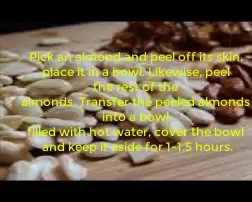 Pick an almond and peel off its skin,
place it in a bowl. Likewise, peel
the rest of the
almonds. Transfer the peeled almonds
into a bowl
filled with hot water, cover the bowl
and keep it aside for 1-1.5 hours.